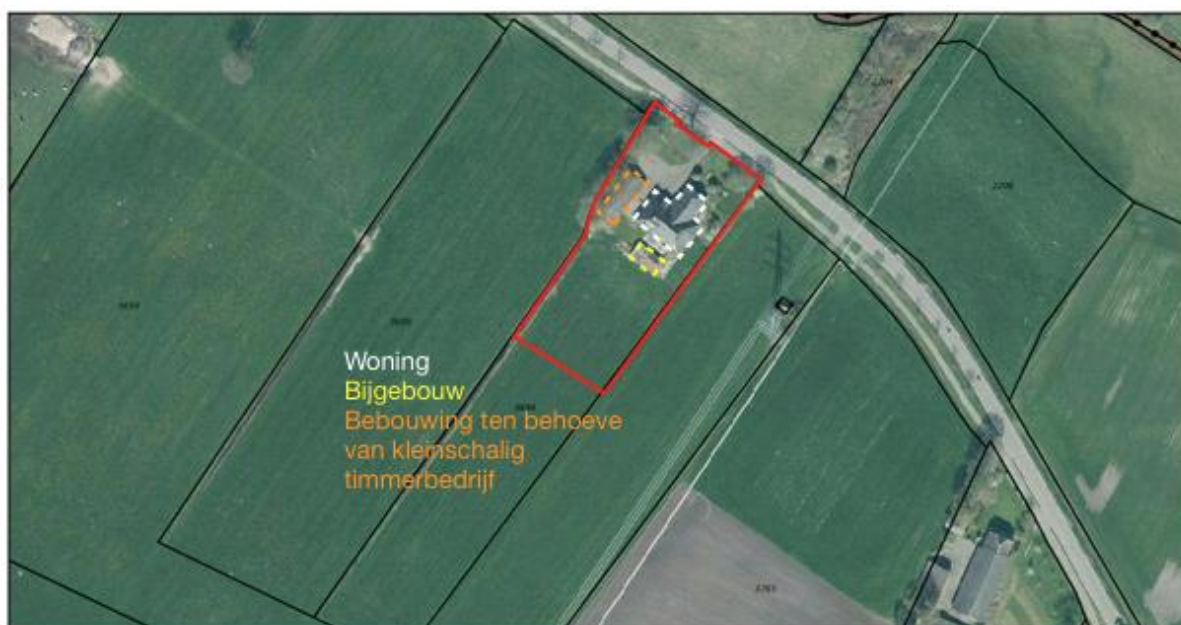 Woning
Bijgebouw
Bebouwing ten behoeve
van kleinschalig
timmerbedrijf